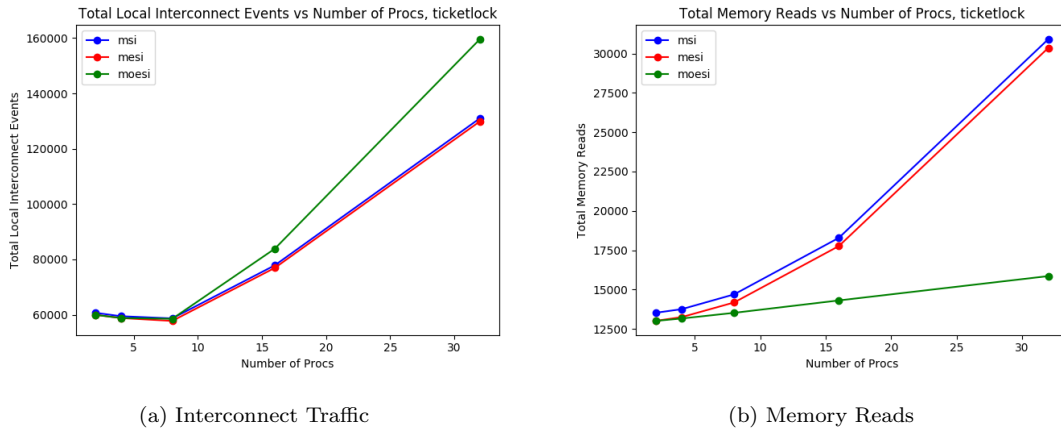 Total Local Interconnect Events vs Number of Procs, ticketlock
msi
mesi
moesi
160000
140000
120000
100000
80000
60000
Total Local Interconnect Events
5
10
15
20
25
30
Number of Procs
(a) Interconnect Traffic
Total Memory Reads vs Number of Procs, ticketlock
msi
mesi
moesi
30000
27500
25000
22500
20000
17500
15000
12500
Total Memory Reads
5
10
15
20
25
30
Number of Procs
(b) Memory Reads